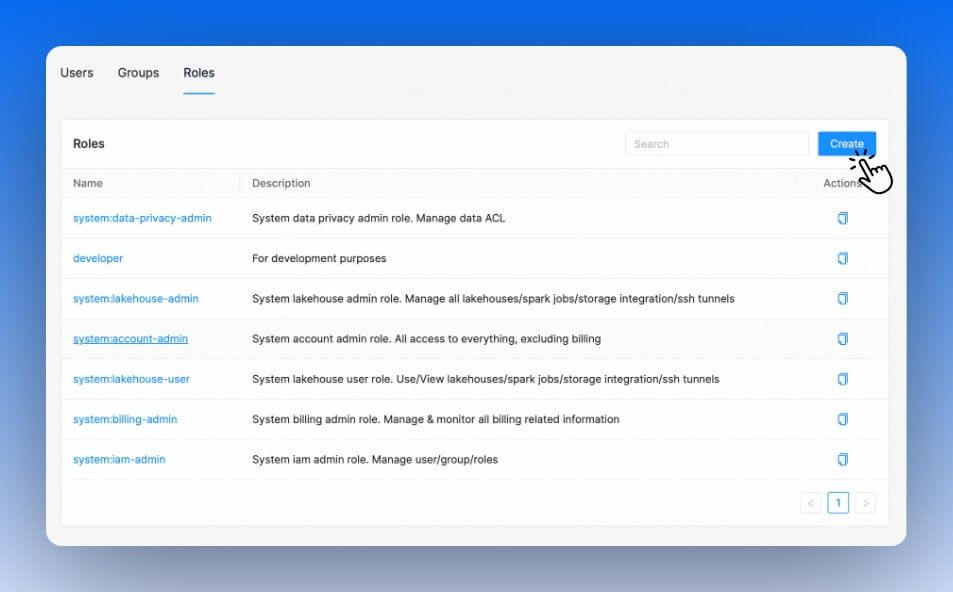 Users Groups Roles
Roles Search Create
Name Description Actions
system:data-privacy-admin System data privacy admin role. Manage data ACL
developer For development purposes
system:lakehouse-admin System lakehouse admin role. Manage all lakehouses/spark jobs/storage integration/ssh tunnels
system:account-admin System account admin role. All access to everything, excluding billing
system:lakehouse-user System lakehouse user role. Use/View lakehouses/spark jobs/storage integration/ssh tunnels
system:billing-admin System billing admin role. Manage & monitor all billing related information
system:iam-admin System iam admin role. Manage user/group/roles
< 1 >